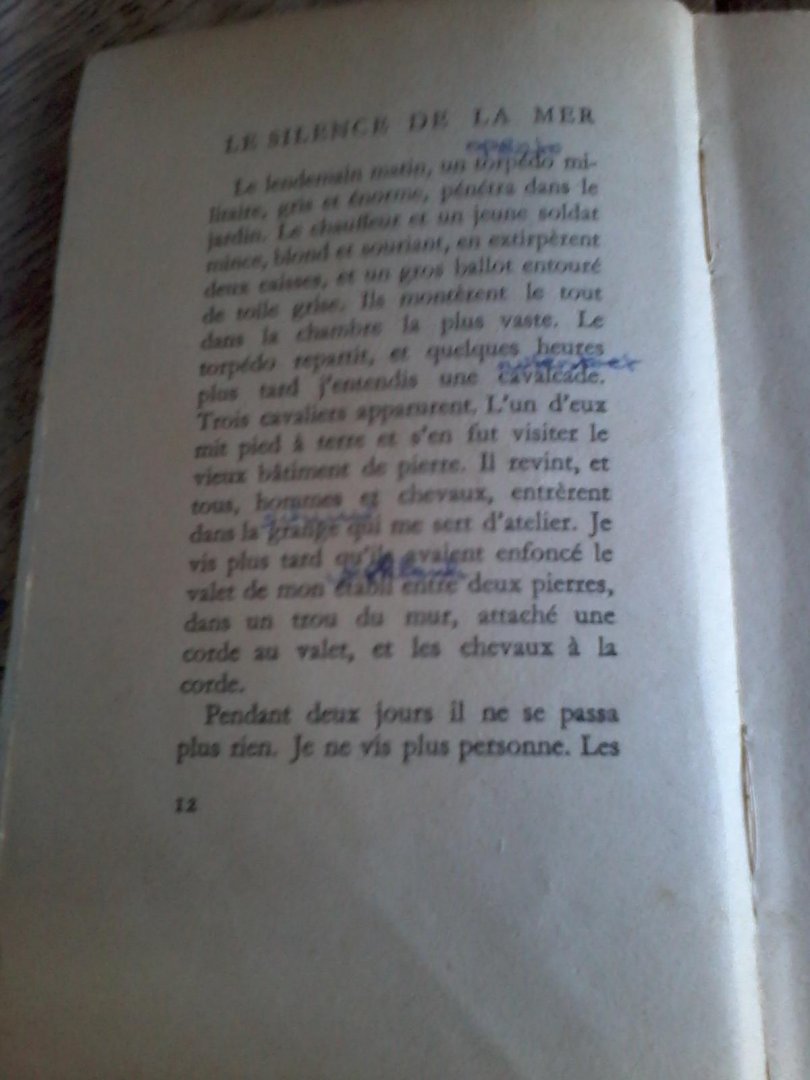 LE SILENCE DE LA MER
Le lendemain matin, un torpédo mi-
litaire, gris et énorme, pénétra dans le
jardin. Le chauffeur et un jeune soldat
mince, blond et souriant, en extirpèrent
deux caisses, et un gros ballot entouré
de toile grise. Ils montèrent le tout
dans la chambre la plus vaste. Le
torpédo repartit, et quelques heures
plus tard j'entendis une cavalcade.
Trois cavaliers apparurent. L'un d'eux
mit pied à terre et s'en fut visiter le
vieux bâtiment de pierre. Il revint, et
tous, hommes et chevaux, entrèrent
dans la grange qui me sert d'atelier. Je
vis plus tard qu'ils avaient enfoncé le
valet de mon établi entre deux pierres,
dans un trou du mur, attaché une
corde au valet, et les chevaux à la
corde.
Pendant deux jours il ne se passa
plus rien. Je ne vis plus personne. Les
12